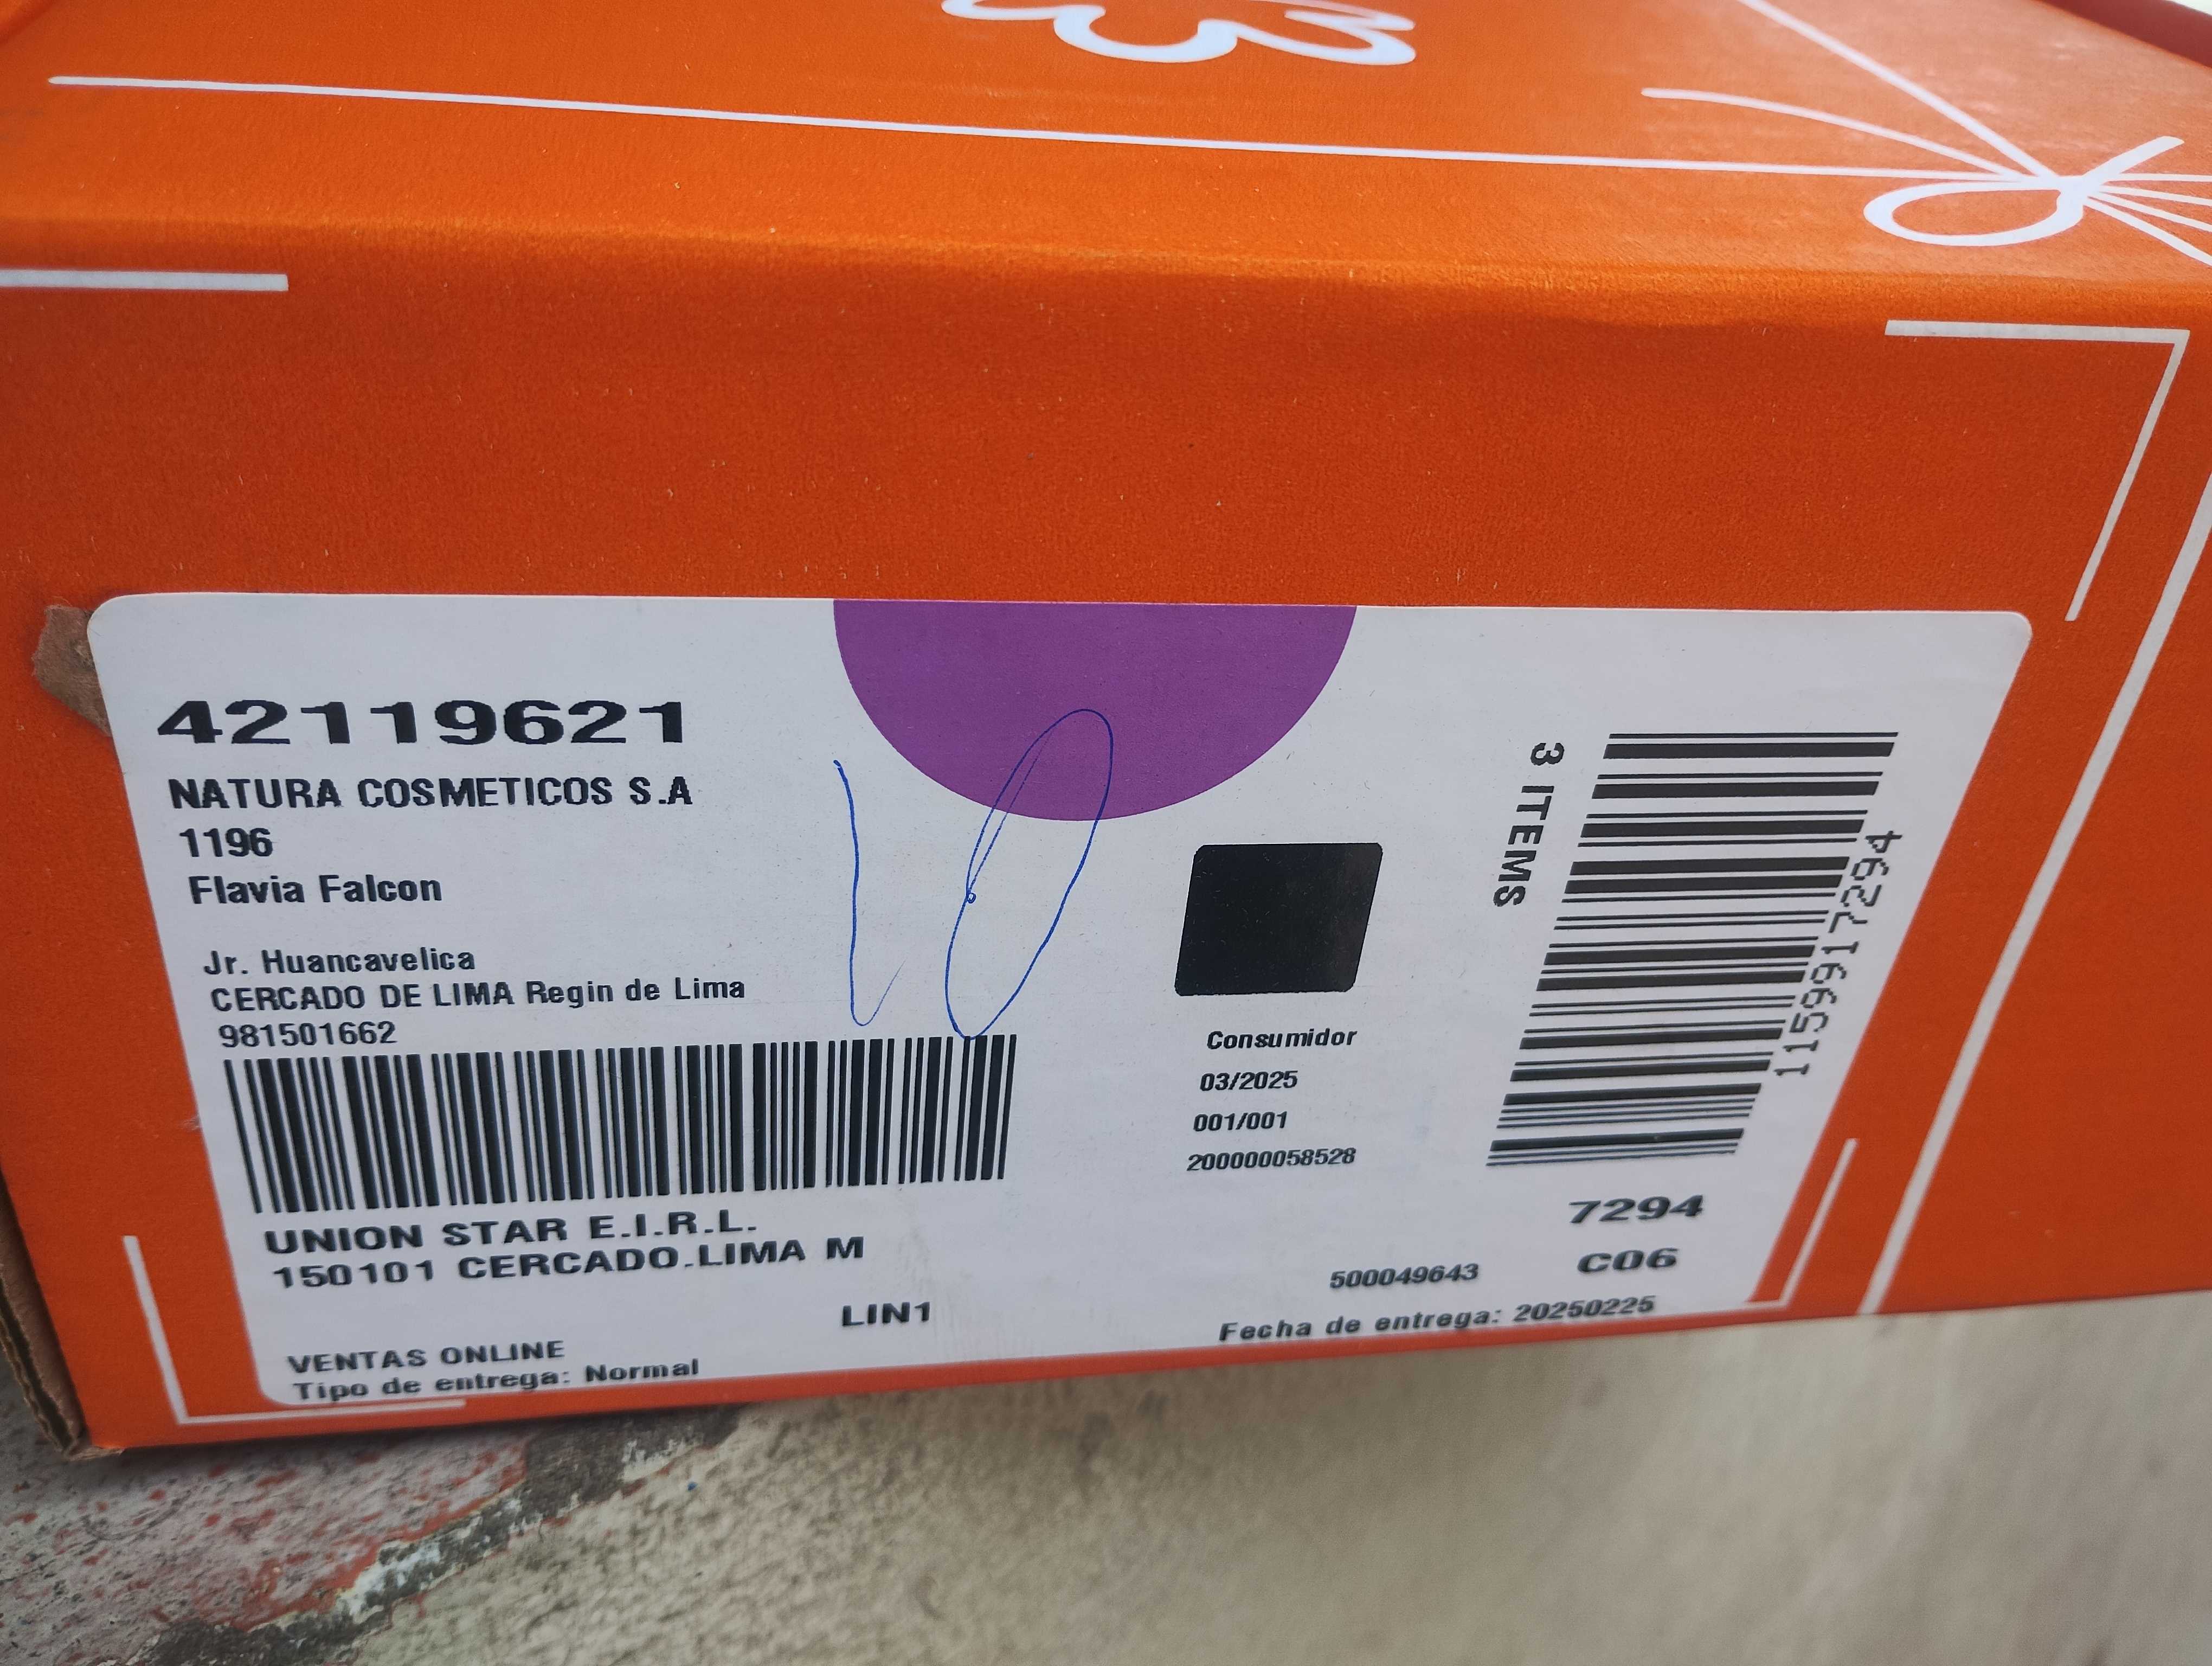 42119621
NATURA COSMETICOS S.A
1196
Flavia Falcon
Jr. Huancavelica
CERCADO DE LIMA Regin de Lima
981501662
UNION STAR E.I.R.L.
150101 CERCADO.LIMA M
LIN1
VENTAS ONLINE
Tipo de entrega: Normal
10
Consumidor
03/2025
001/001
200000058528
3 ITEMS
1159917294
7294
C06
500049643
Fecha de entrega: 20250225